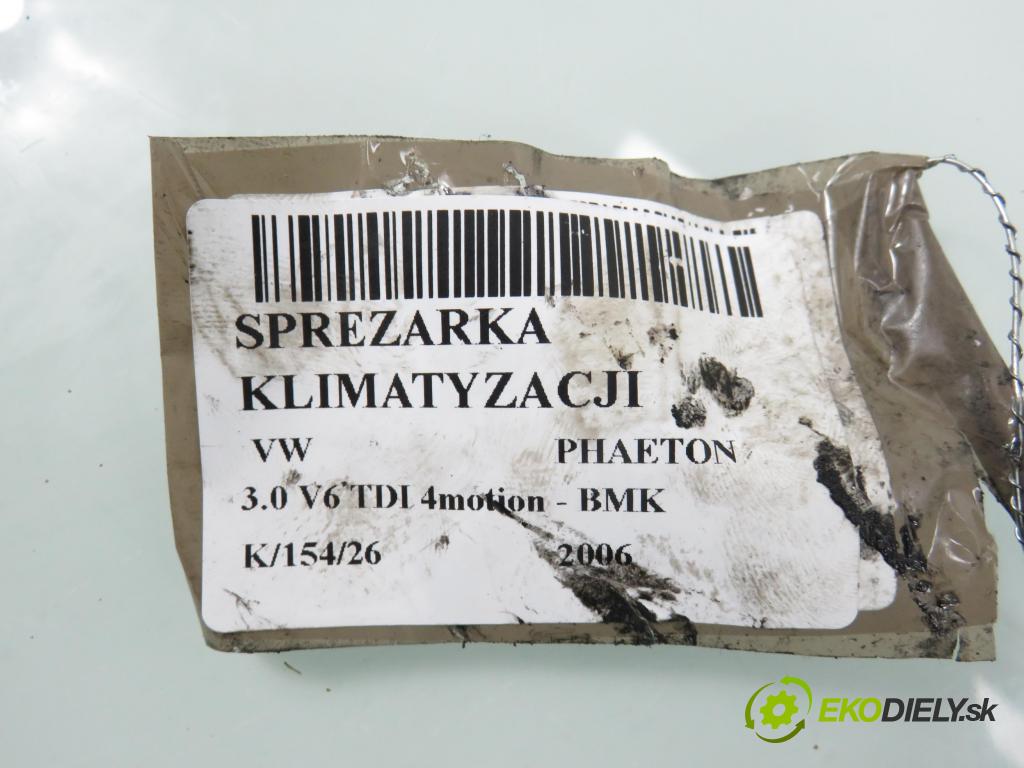 SPREZARKA
KLIMATYZACJI
VW PHAETON
3.0 V6 TDI 4motion - BMK
K/154/26 2006
EKODIELY.sk